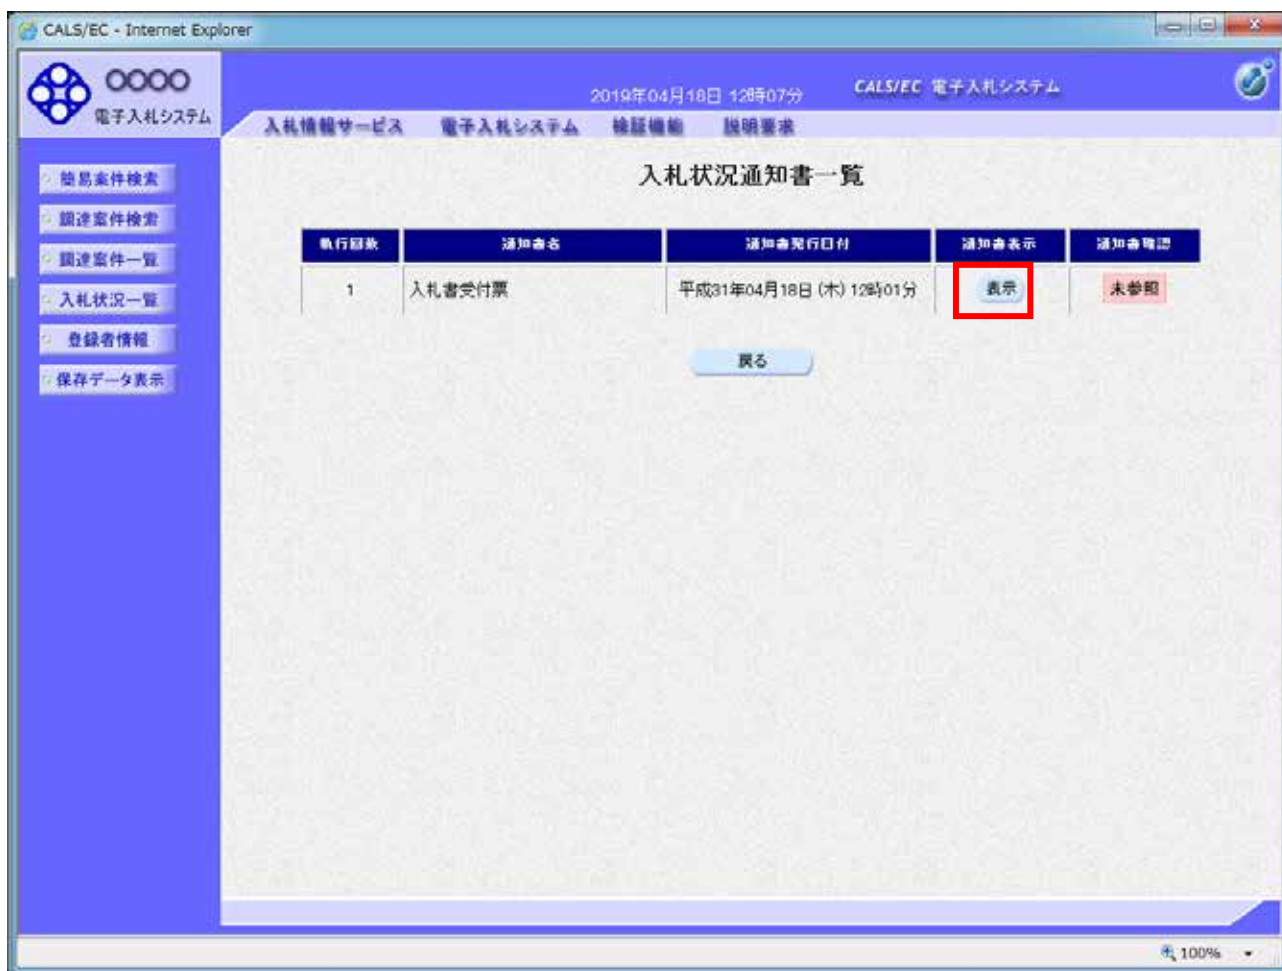 CALS/EC - Internet Explorer
〇〇〇〇
電子入札システム
2019年04月18日 12時07分
CALS/EC 電子入札システム
入札情報サービス 電子入札システム 検証機能 説明要求
簡易案件検索
調達案件検索
調達案件一覧
入札状況一覧
登録者情報
保存データ表示
入札状況通知書一覧
執行回数 通知書名 通知書発行日付 通知書表示 通知書確認
1 入札書受付票 平成31年04月18日 (木) 12時01分 表示 未参照
戻る
100%